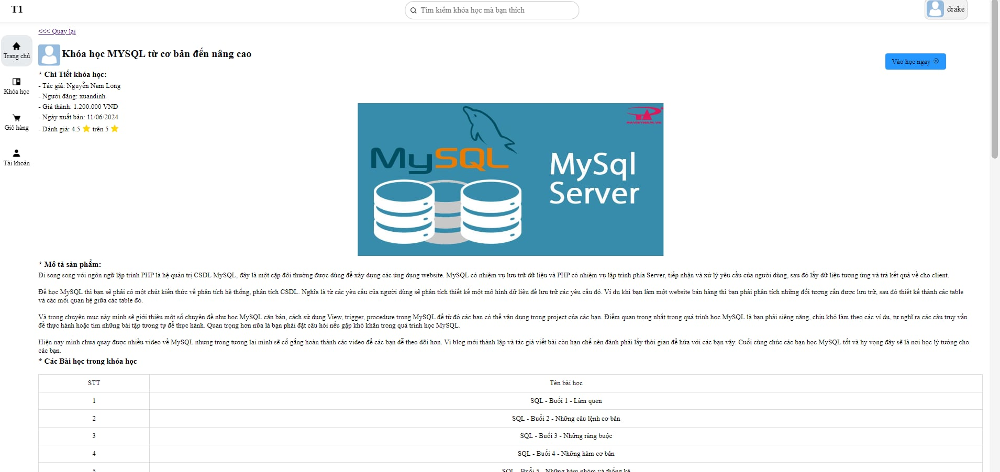 T1
Tìm kiếm khóa học mà bạn thích
drake
<<< Quay lại
Trang chủ
Khóa học
Giỏ hàng
Tài khoản
Khóa học MYSQL từ cơ bản đến nâng cao
Vào học ngay
* Chi Tiết khóa học:
- Tác giả: Nguyễn Nam Long
- Người đăng: xuandinh
- Giá thành: 1.200.000 VND
- Ngày xuất bản: 11/06/2024
- Đánh giá: 4.5 ⭐ trên 5 ⭐
PAVIETNAM.VN
MySQL
MySql
Server
* Mô tả sản phẩm:
Đi song song với ngôn ngữ lập trình PHP là hệ quản trị CSDL MySQL, đây là một cặp đôi thường được dùng để xây dựng các ứng dụng website. MySQL có nhiệm vụ lưu trữ dữ liệu và PHP có nhiệm vụ lập trình phía Server, tiếp nhận và xử lý yêu cầu của người dùng, sau đó lấy dữ liệu tương ứng và trả kết quả về cho client.
Để học MySQL thì bạn sẽ phải có một chút kiến thức về phân tích hệ thống, phân tích CSDL. Nghĩa là từ các yêu cầu của người dùng sẽ phân tích thiết kế một mô hình dữ liệu để lưu trữ các yêu cầu đó. Ví dụ khi bạn làm một website bán hàng thì bạn phải phân tích những đối tượng cần được lưu trữ, sau đó thiết kế thành các table
và các mối quan hệ giữa các table đó.
Và trong chuyên mục này mình sẽ giới thiệu một số chuyên đề như học MySQL căn bản, cách sử dụng View, trigger, procedure trong MySQL để từ đó các bạn có thể vận dụng trong project của các bạn. Điểm quan trọng nhất trong quá trình học MySQL là bạn phải siêng năng, chịu khó làm theo các ví dụ, tự nghĩ ra các câu truy vấn
để thực hành hoặc tìm những bài tập tương tự để thực hành. Quan trọng hơn nữa là bạn phải đặt câu hỏi nếu gặp khó khăn trong quá trình học MySQL.
Hiện nay mình chưa quay được nhiều video về MySQL nhưng trong tương lai mình sẽ cố gắng hoàn thành các video để các bạn dễ theo dõi hơn. Vì blog mới thành lập và tác giả viết bài còn hạn chế nên đành phải lấy thời gian để hứa với các bạn vậy. Cuối cùng chúc các bạn học MySQL tốt và hy vọng đây sẽ là nơi học lý tưởng cho
các bạn.
* Các Bài học trong khóa học
STT Tên bài học
1 SQL - Buổi 1 - Làm quen
2 SQL - Buổi 2 - Những câu lệnh cơ bản
3 SQL - Buổi 3 - Những ràng buộc
4 SQL - Buổi 4 - Những hàm cơ bản
5 SQL - Buổi 5 - Những hàm nhóm và thống kê